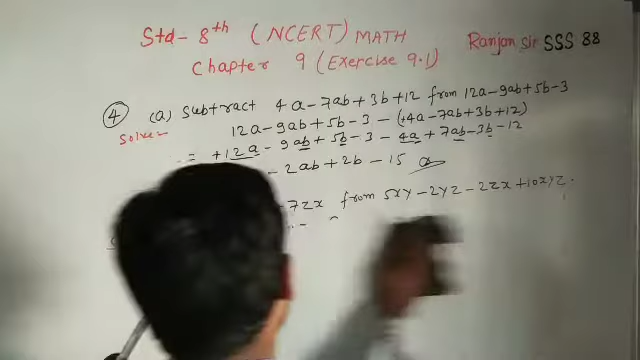 Std- 8th (NCERT) MATH
Ranjan Sir SSS 88
Chapter 9 (Exercise 9.1)
④ (a) Subtract 4a-7ab+3b+12 from 12a-9ab+5b-3
Solve-
12a-9ab+5b-3-(+4a-7ab+3b+12)
= +12a-9ab+5b-3-4a+7ab-3b-12
-2ab+2b-15
-7zx from 5xy-2yz-2zx+10xyz.